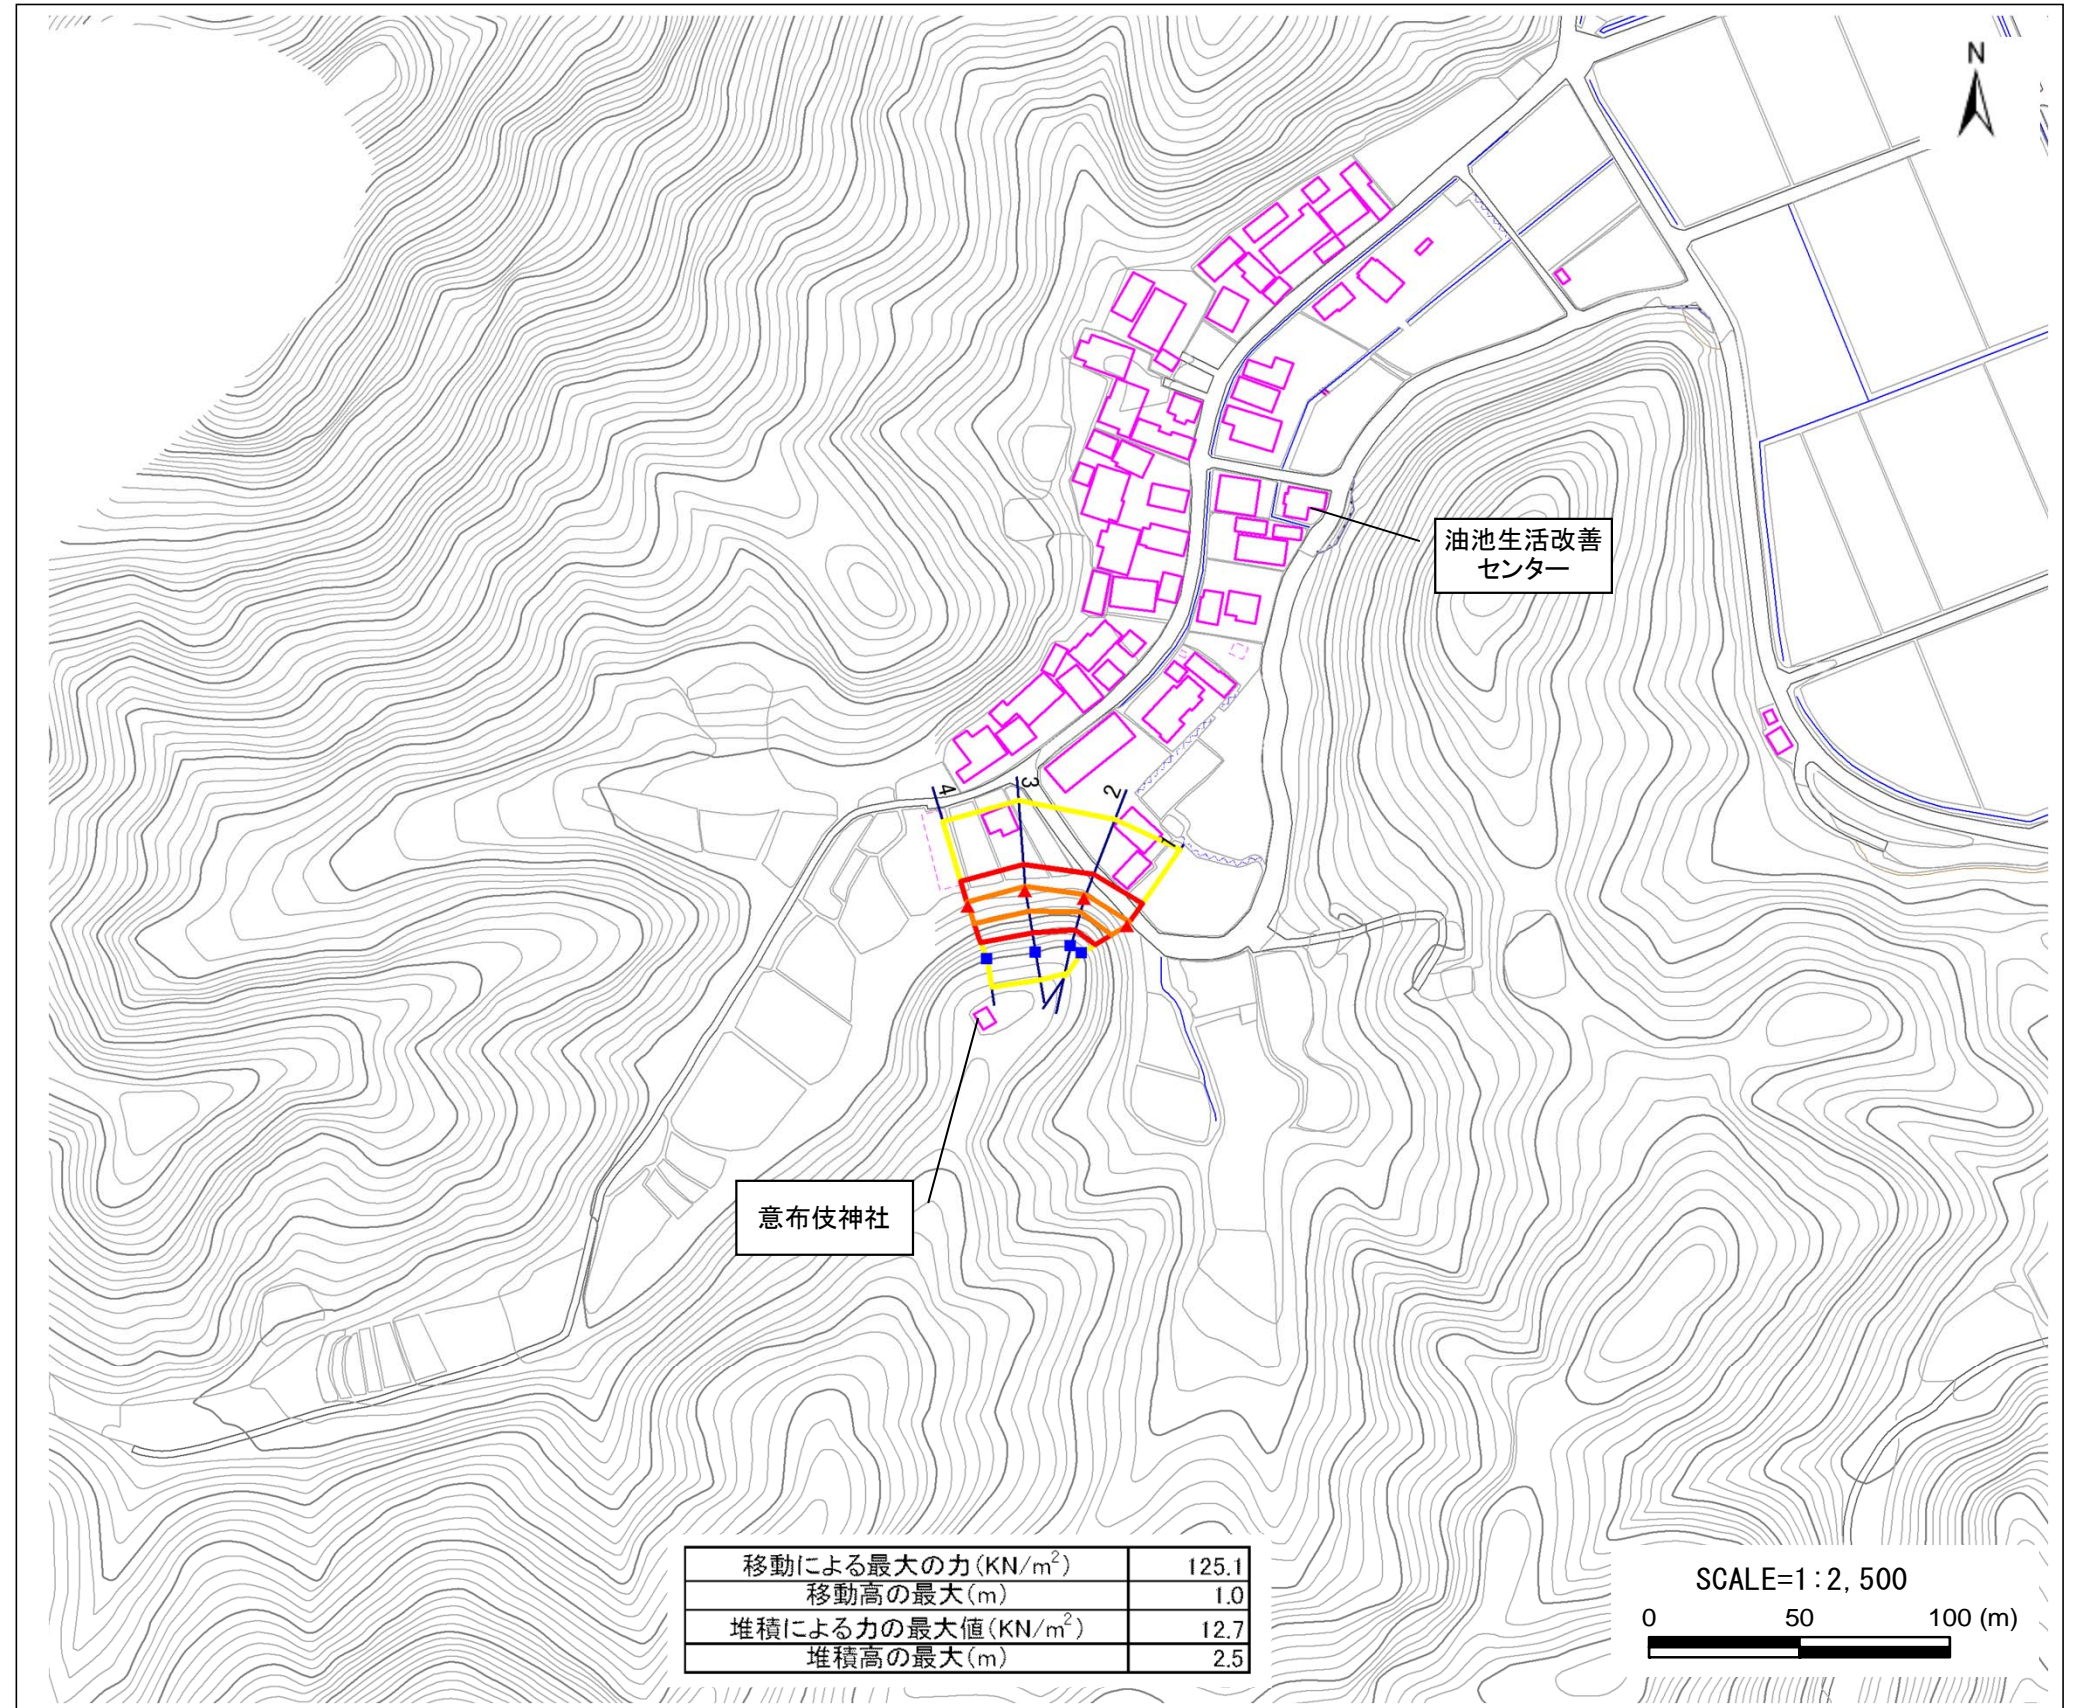 N
油池生活改善
センター
4
3
2
1
意布伎神社
移動による最大の力(KN/m²) 125.1
移動高の最大(m) 1.0
堆積による力の最大値(KN/m²) 12.7
堆積高の最大(m) 2.5
SCALE=1:2,500
0 50 100 (m)